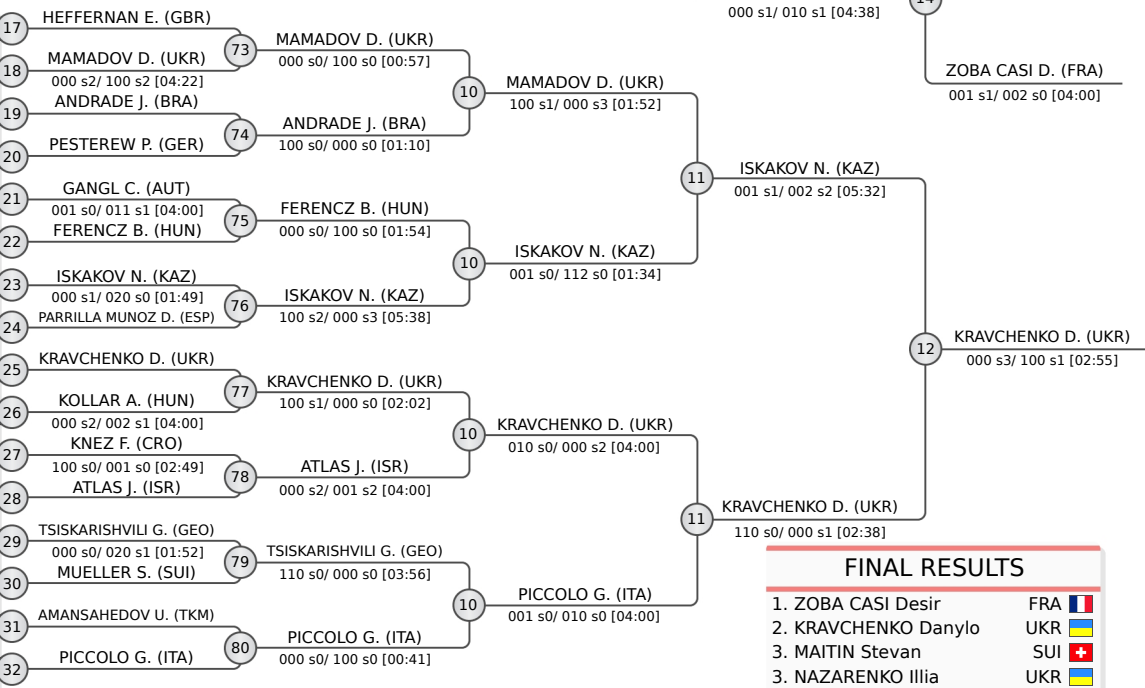 17
HEFFERNAN E. (GBR)
18
MAMADOV D. (UKR)
000 s2/ 100 s2 [04:22]
19
ANDRADE J. (BRA)
20
PESTEREW P. (GER)
21
GANGL C. (AUT)
001 s0/ 011 s1 [04:00]
22
FERENCZ B. (HUN)
23
ISKAKOV N. (KAZ)
000 s1/ 020 s0 [01:49]
24
PARRILLA MUNOZ D. (ESP)
25
KRAVCHENKO D. (UKR)
26
KOLLAR A. (HUN)
000 s2/ 002 s1 [04:00]
27
KNEZ F. (CRO)
100 s0/ 001 s0 [02:49]
28
ATLAS J. (ISR)
29
TSISKARISHVILI G. (GEO)
000 s0/ 020 s1 [01:52]
30
MUELLER S. (SUI)
31
AMANSAHEDOV U. (TKM)
32
PICCOLO G. (ITA)
73
MAMADOV D. (UKR)
000 s0/ 100 s0 [00:57]
74
ANDRADE J. (BRA)
100 s0/ 000 s0 [01:10]
75
FERENCZ B. (HUN)
000 s0/ 100 s0 [01:54]
76
ISKAKOV N. (KAZ)
100 s2/ 000 s3 [05:38]
77
KRAVCHENKO D. (UKR)
100 s1/ 000 s0 [02:02]
78
ATLAS J. (ISR)
000 s2/ 001 s2 [04:00]
79
TSISKARISHVILI G. (GEO)
110 s0/ 000 s0 [03:56]
80
PICCOLO G. (ITA)
000 s0/ 100 s0 [00:41]
10
MAMADOV D. (UKR)
100 s1/ 000 s3 [01:52]
10
ISKAKOV N. (KAZ)
001 s0/ 112 s0 [01:34]
10
KRAVCHENKO D. (UKR)
010 s0/ 000 s2 [04:00]
10
PICCOLO G. (ITA)
001 s0/ 010 s0 [04:00]
11
ISKAKOV N. (KAZ)
001 s1/ 002 s2 [05:32]
11
KRAVCHENKO D. (UKR)
110 s0/ 000 s1 [02:38]
12
KRAVCHENKO D. (UKR)
000 s3/ 100 s1 [02:55]
000 s1/ 010 s1 [04:38]
ZOBA CASI D. (FRA)
001 s1/ 002 s0 [04:00]
FINAL RESULTS
1. ZOBA CASI Desir FRA
2. KRAVCHENKO Danylo UKR
3. MAITIN Stevan SUI
3. NAZARENKO Illia UKR